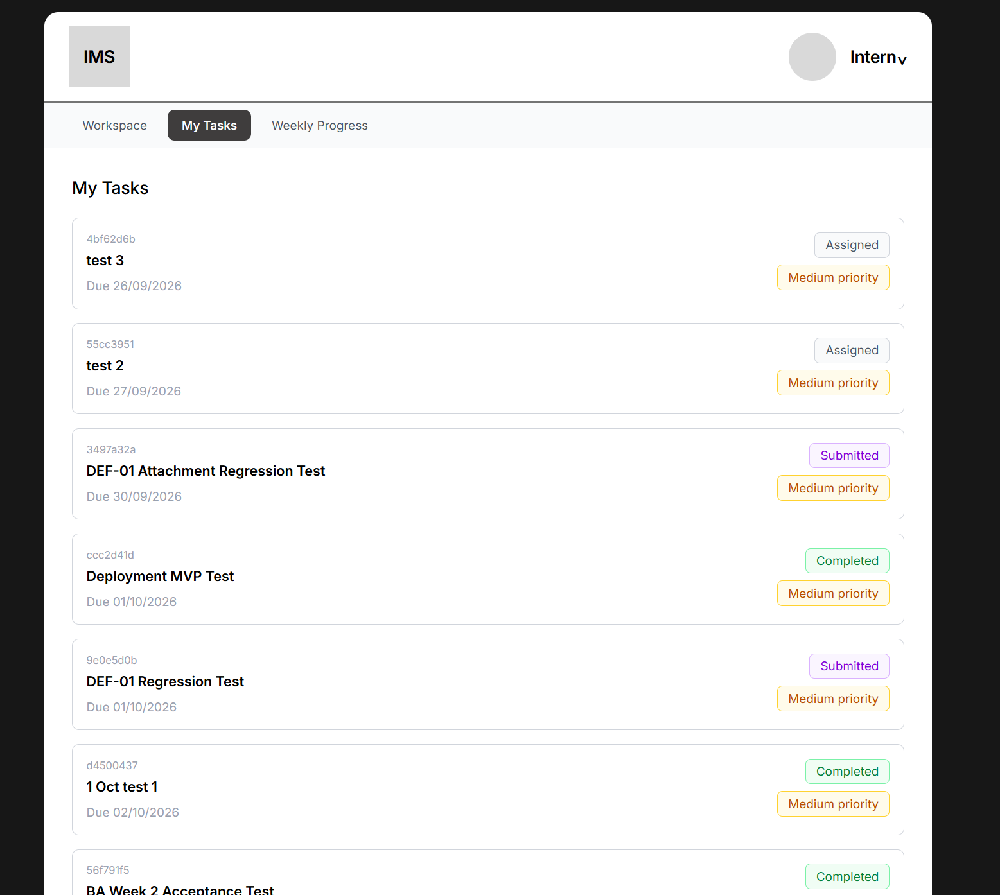 IMS
Intern
Workspace
My Tasks
Weekly Progress
My Tasks
4bf62d6b
Assigned
test 3
Medium priority
Due 26/09/2026
55cc3951
Assigned
test 2
Medium priority
Due 27/09/2026
3497a32a
Submitted
DEF-01 Attachment Regression Test
Medium priority
Due 30/09/2026
ccc2d41d
Completed
Deployment MVP Test
Medium priority
Due 01/10/2026
9e0e5d0b
Submitted
DEF-01 Regression Test
Medium priority
Due 01/10/2026
d4500437
Completed
1 Oct test 1
Medium priority
Due 02/10/2026
56f791f5
Completed
BA Week 2 Acceptance Test